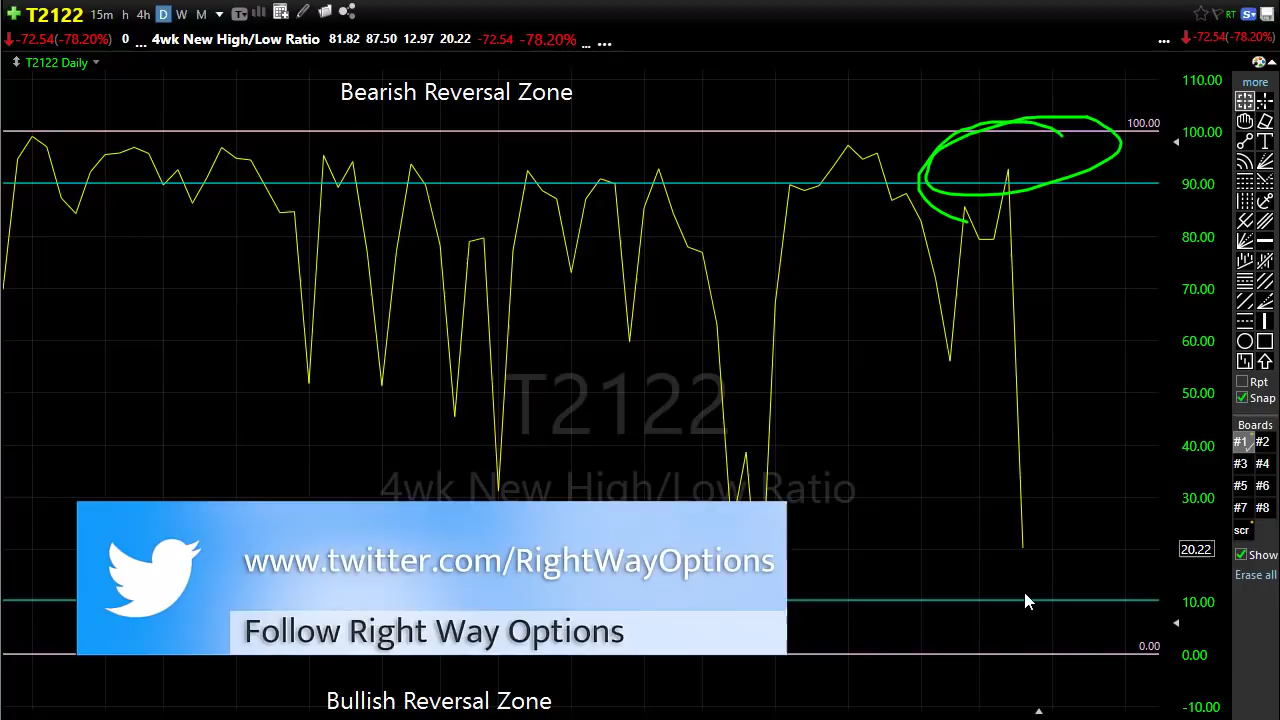 T2122 15m h 4h D W M T
RT S
-72.54(-78.20%) 0 ... 4wk New High/Low Ratio 81.82 87.50 12.97 20.22 -72.54 -78.20% ... ...
... -72.54(-78.20%)
T2122 Daily
more
Bearish Reversal Zone
110.00
100.00
100.00
90.00
80.00
70.00
60.00
50.00
40.00
30.00
20.22
10.00
0.00
0.00
-10.00
T2122
4wk New High/Low Ratio
www.twitter.com/RightWayOptions
Follow Right Way Options
Bullish Reversal Zone
T
Rpt
Snap
Boards
#1 #2
#3 #4
#5 #6
#7 #8
scr
Show
Erase all